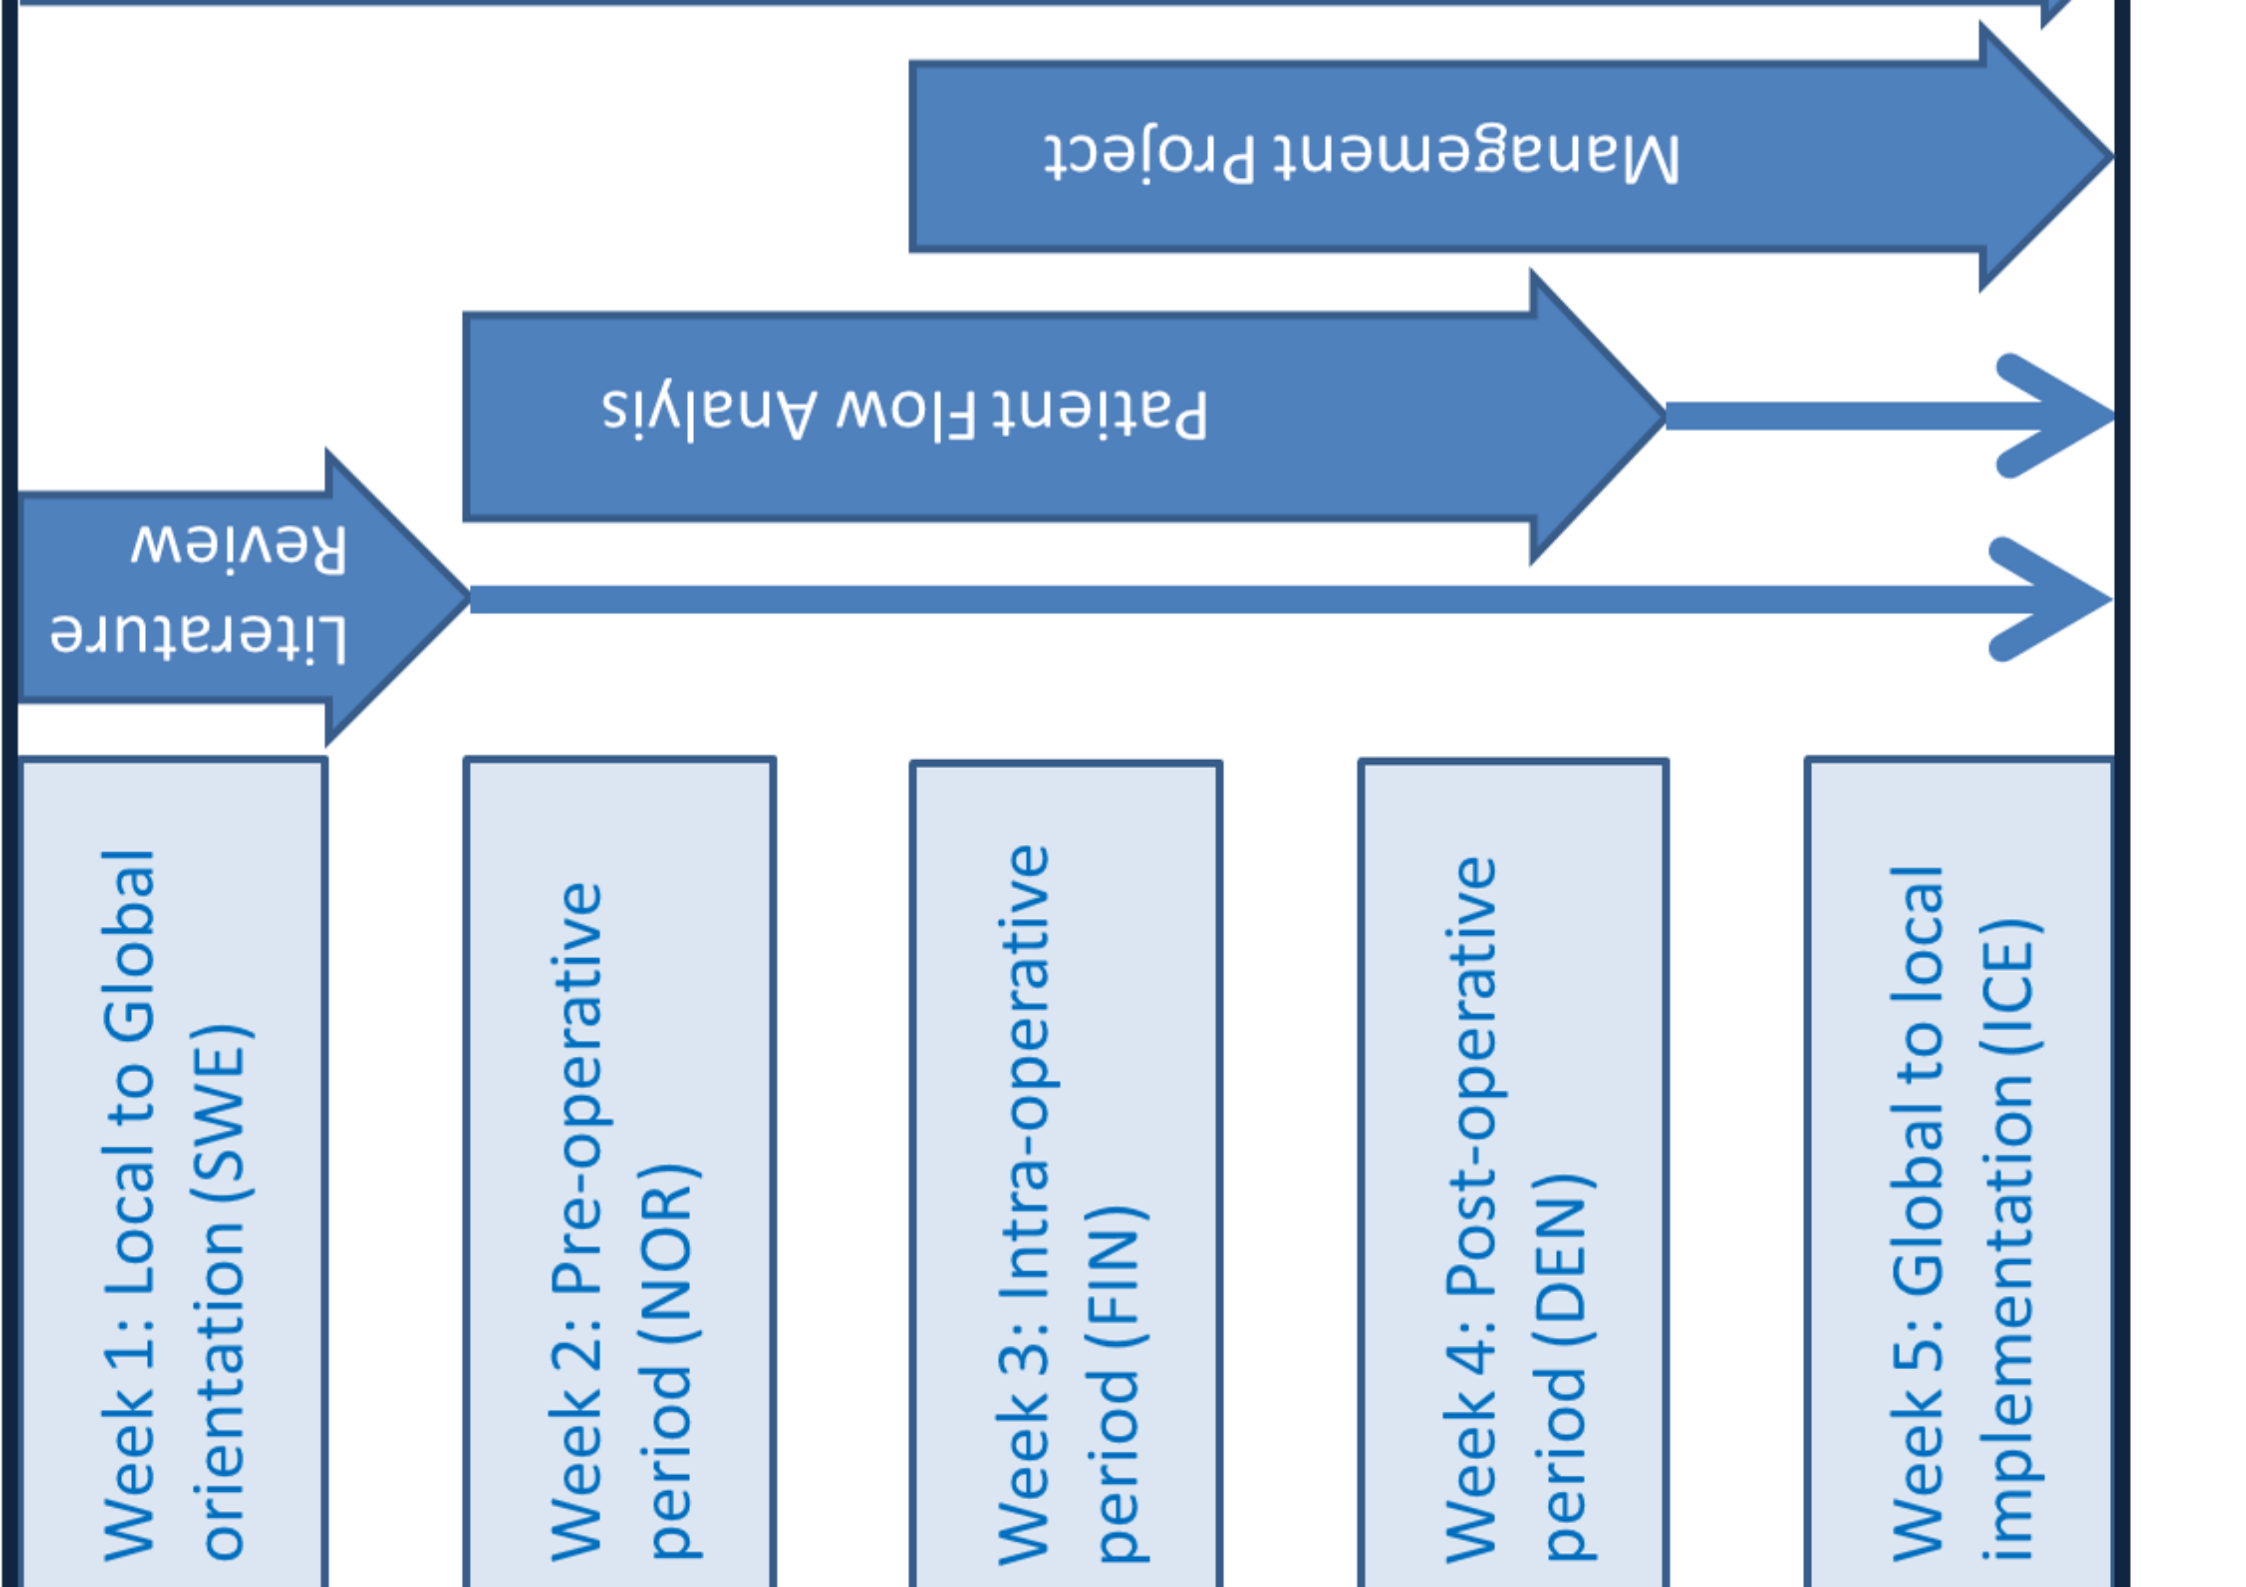 Week 1: Local to Global
orientation (SWE)
Week 2: Pre-operative
period (NOR)
Week 3: Intra-operative
period (FIN)
Week 4: Post-operative
period (DEN)
Week 5: Global to local
implementation (ICE)
Literature
Review
Patient Flow Analyis
Management Project